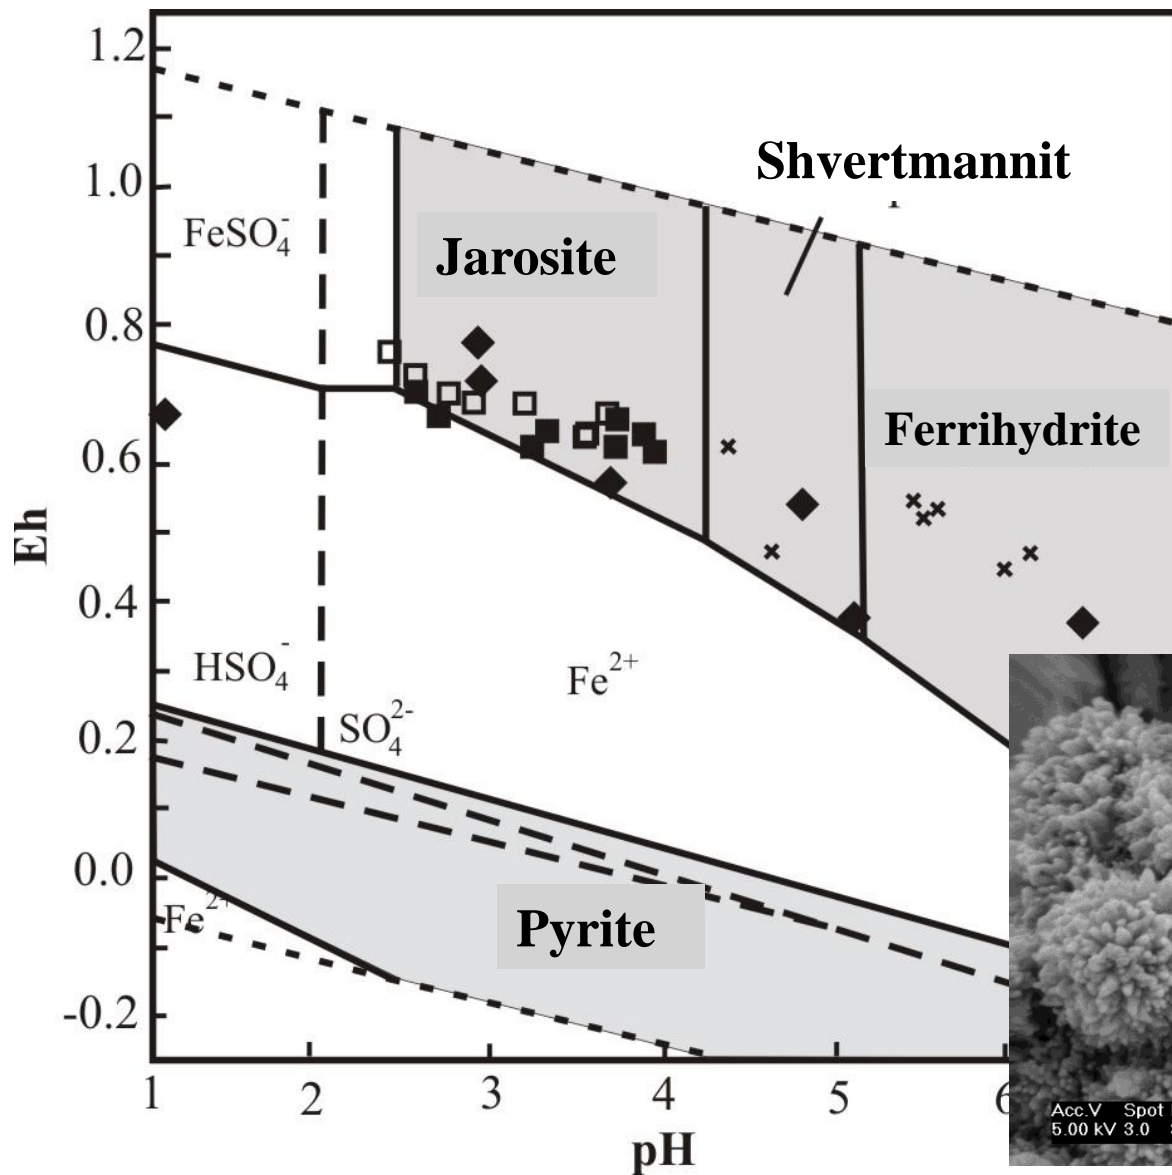 1.2
Shvertmannit
1.0
FeSO₄⁻
Jarosite
0.8
Ferrihydrite
0.6
Eh
0.4
HSO₄⁻
Fe²⁺
SO₄²⁻
0.2
0.0
Fe²⁺
Pyrite
-0.2
1 2 3 4 5 6
pH
Acc.V Spot
5.00 kV 3.0